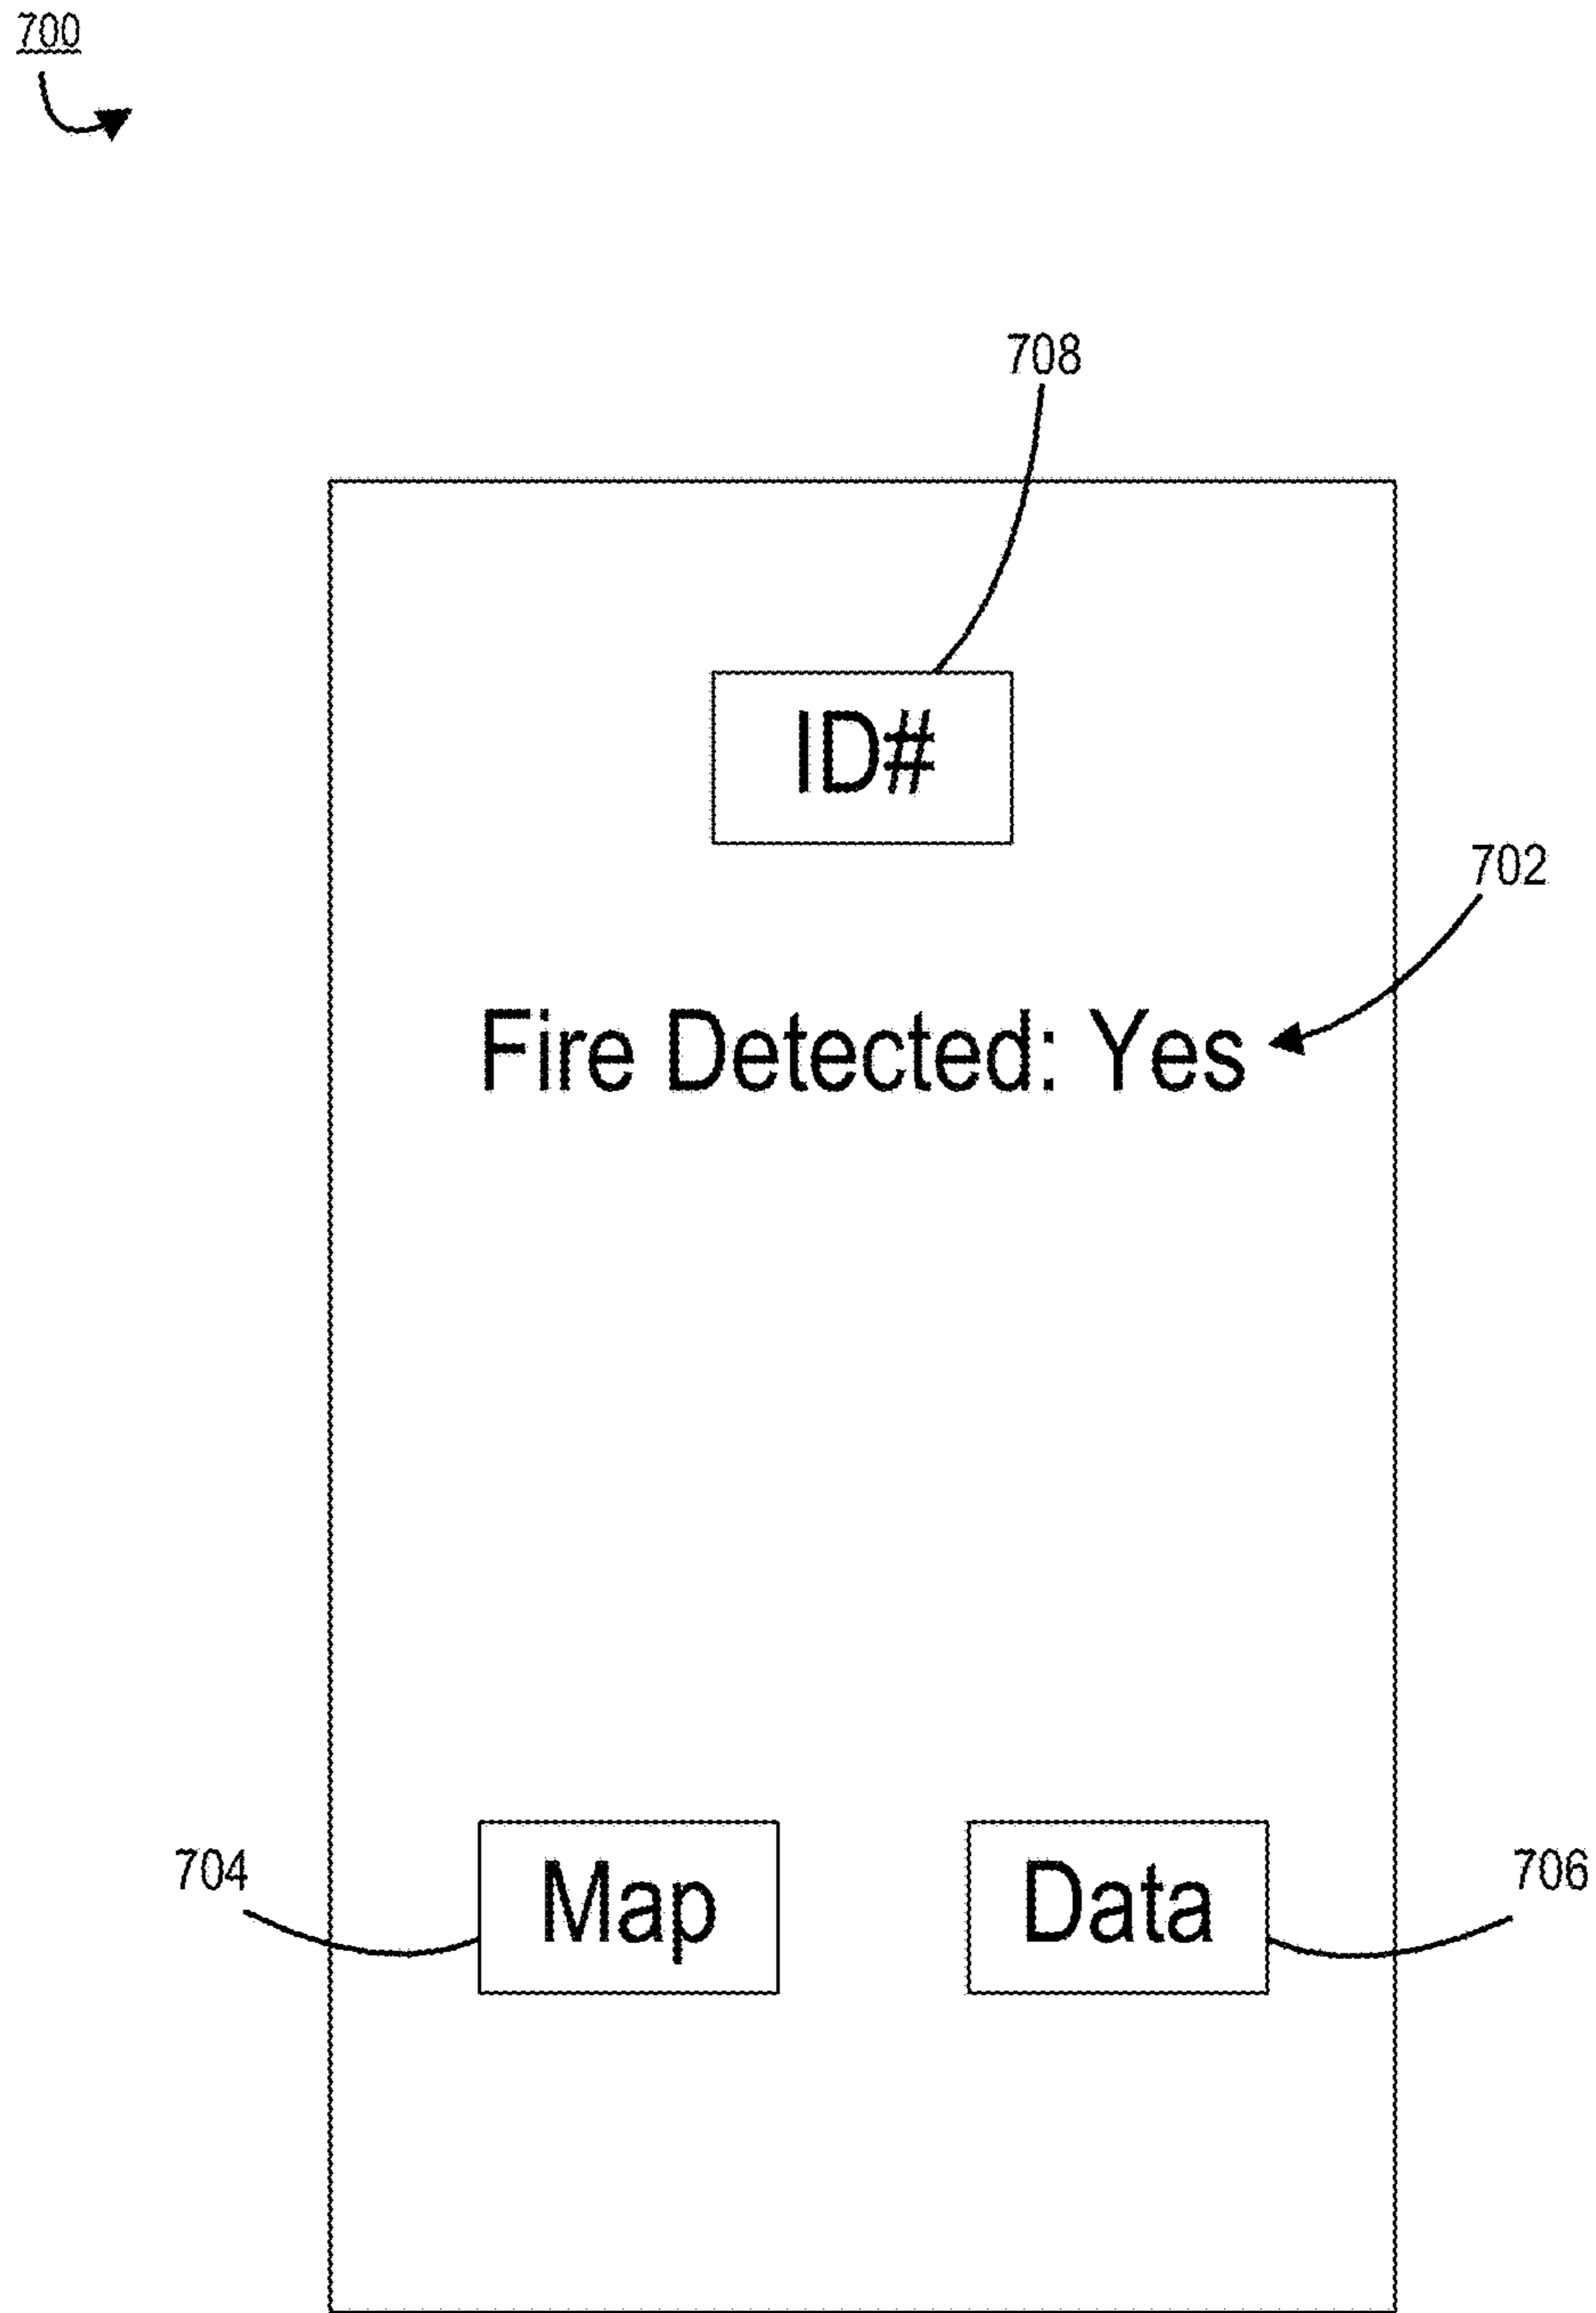 700
708
ID#
702
Fire Detected: Yes
704
Map
Data
706